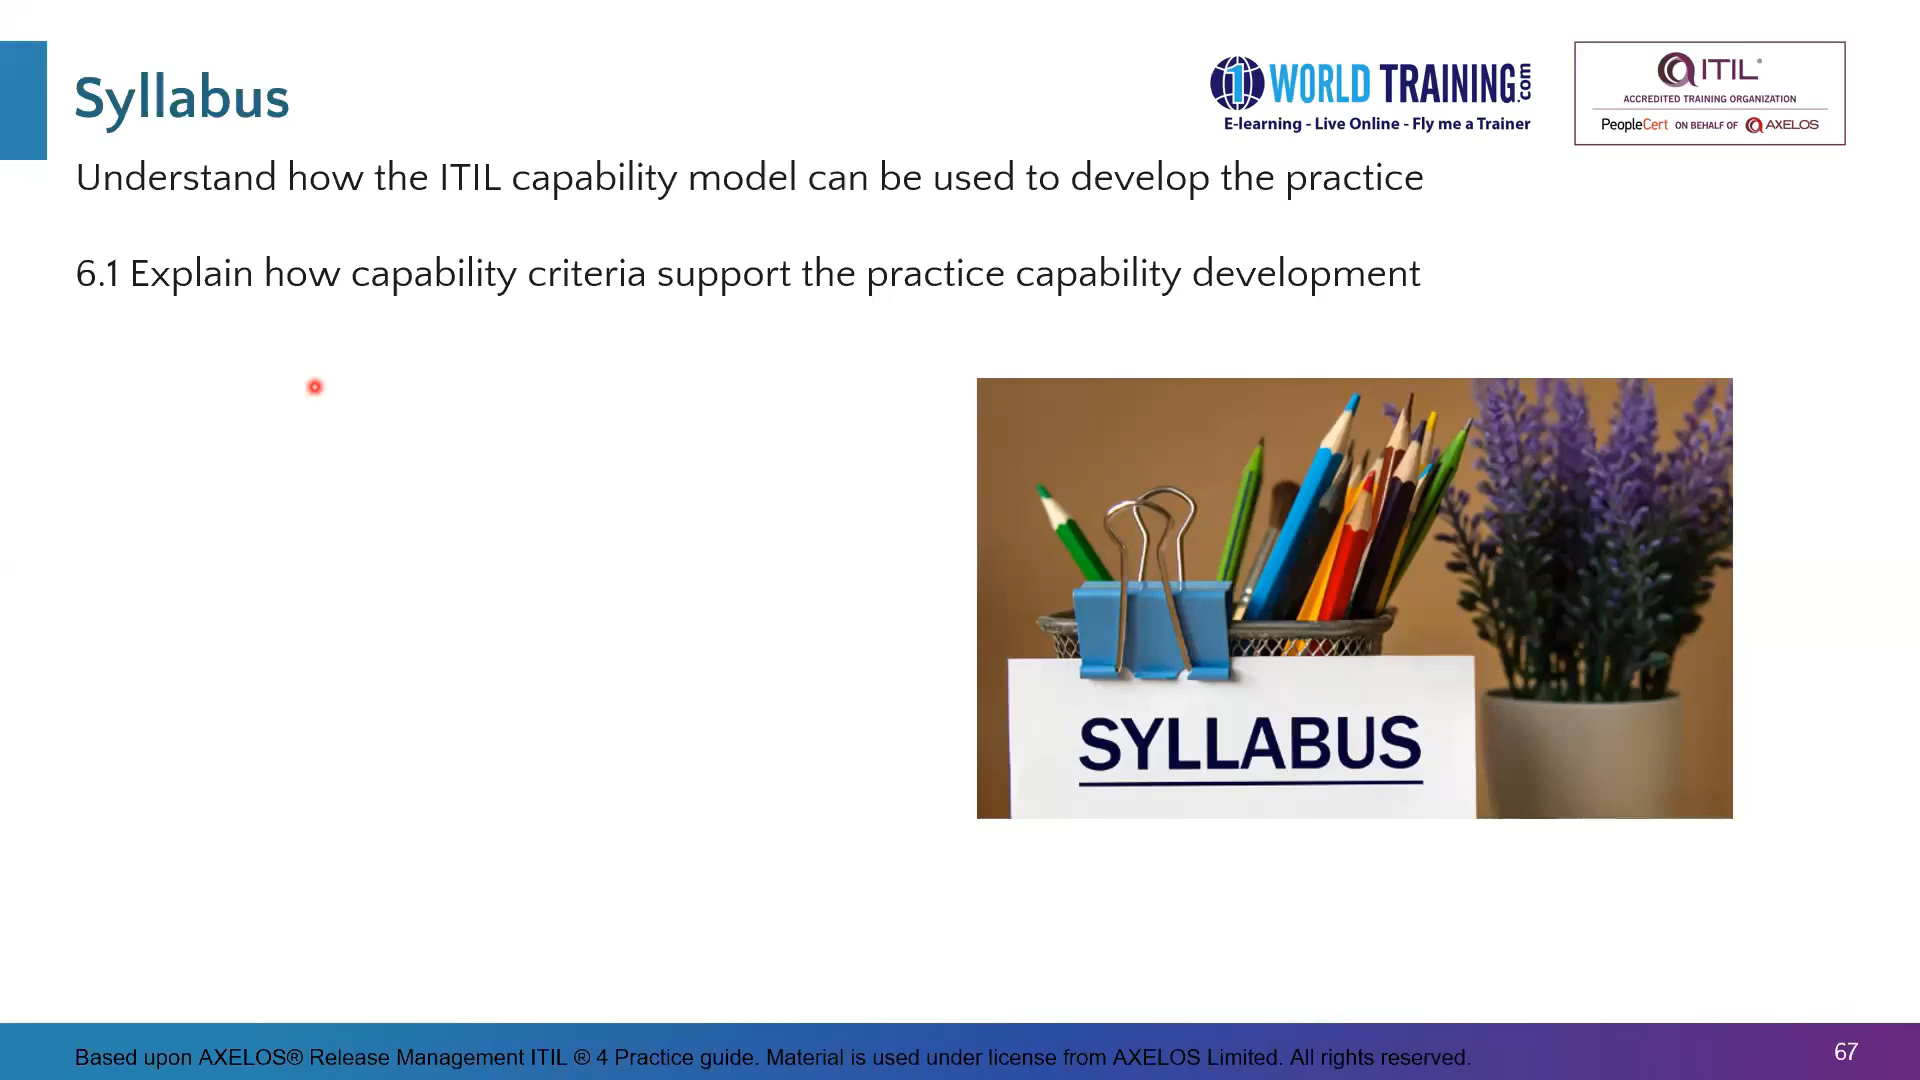 Syllabus
1 WORLD TRAINING.com
E-learning - Live Online - Fly me a Trainer
ITIL®
ACCREDITED TRAINING ORGANIZATION
PeopleCert ON BEHALF OF AXELOS
Understand how the ITIL capability model can be used to develop the practice
6.1 Explain how capability criteria support the practice capability development
SYLLABUS
Based upon AXELOS® Release Management ITIL ® 4 Practice guide. Material is used under license from AXELOS Limited. All rights reserved.
67